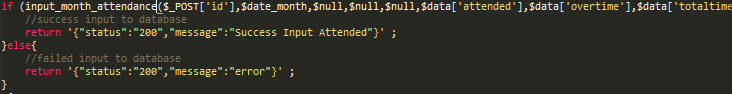 if (input_month_attendance($_POST['id'],$date_month,$null,$null,$null,$data['attended'],$data['overtime'],$data['totaltime
//success input to database
return '{"status":"200","message":"Success Input Attended"}' ;
}else{
//failed input to database
return '{"status":"200","message":"error"}' ;
}